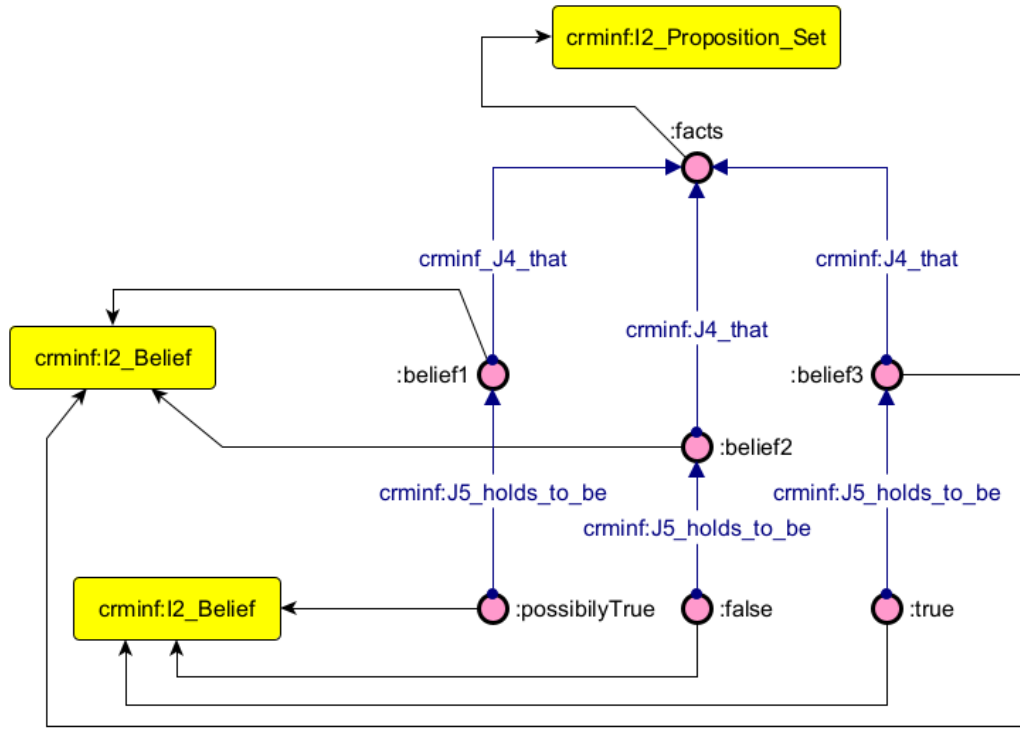 crminf:I2_Proposition_Set
:facts
crminf_J4_that
crminf:J4_that
crminf:J4_that
crminf:I2_Belief
:belief1
:belief3
:belief2
crminf:J5_holds_to_be
crminf:J5_holds_to_be
crminf:J5_holds_to_be
crminf:I2_Belief
:possibilyTrue
:false
:true